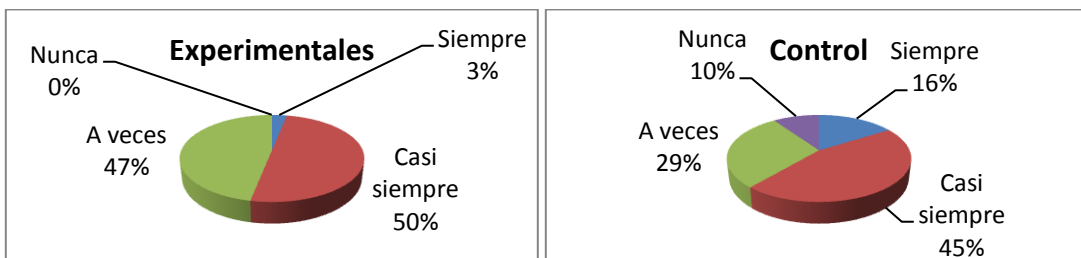 Experimentales
Nunca
0%
Siempre
3%
A veces
47%
Casi
siempre
50%
Control
Nunca
10%
Siempre
16%
A veces
29%
Casi
siempre
45%